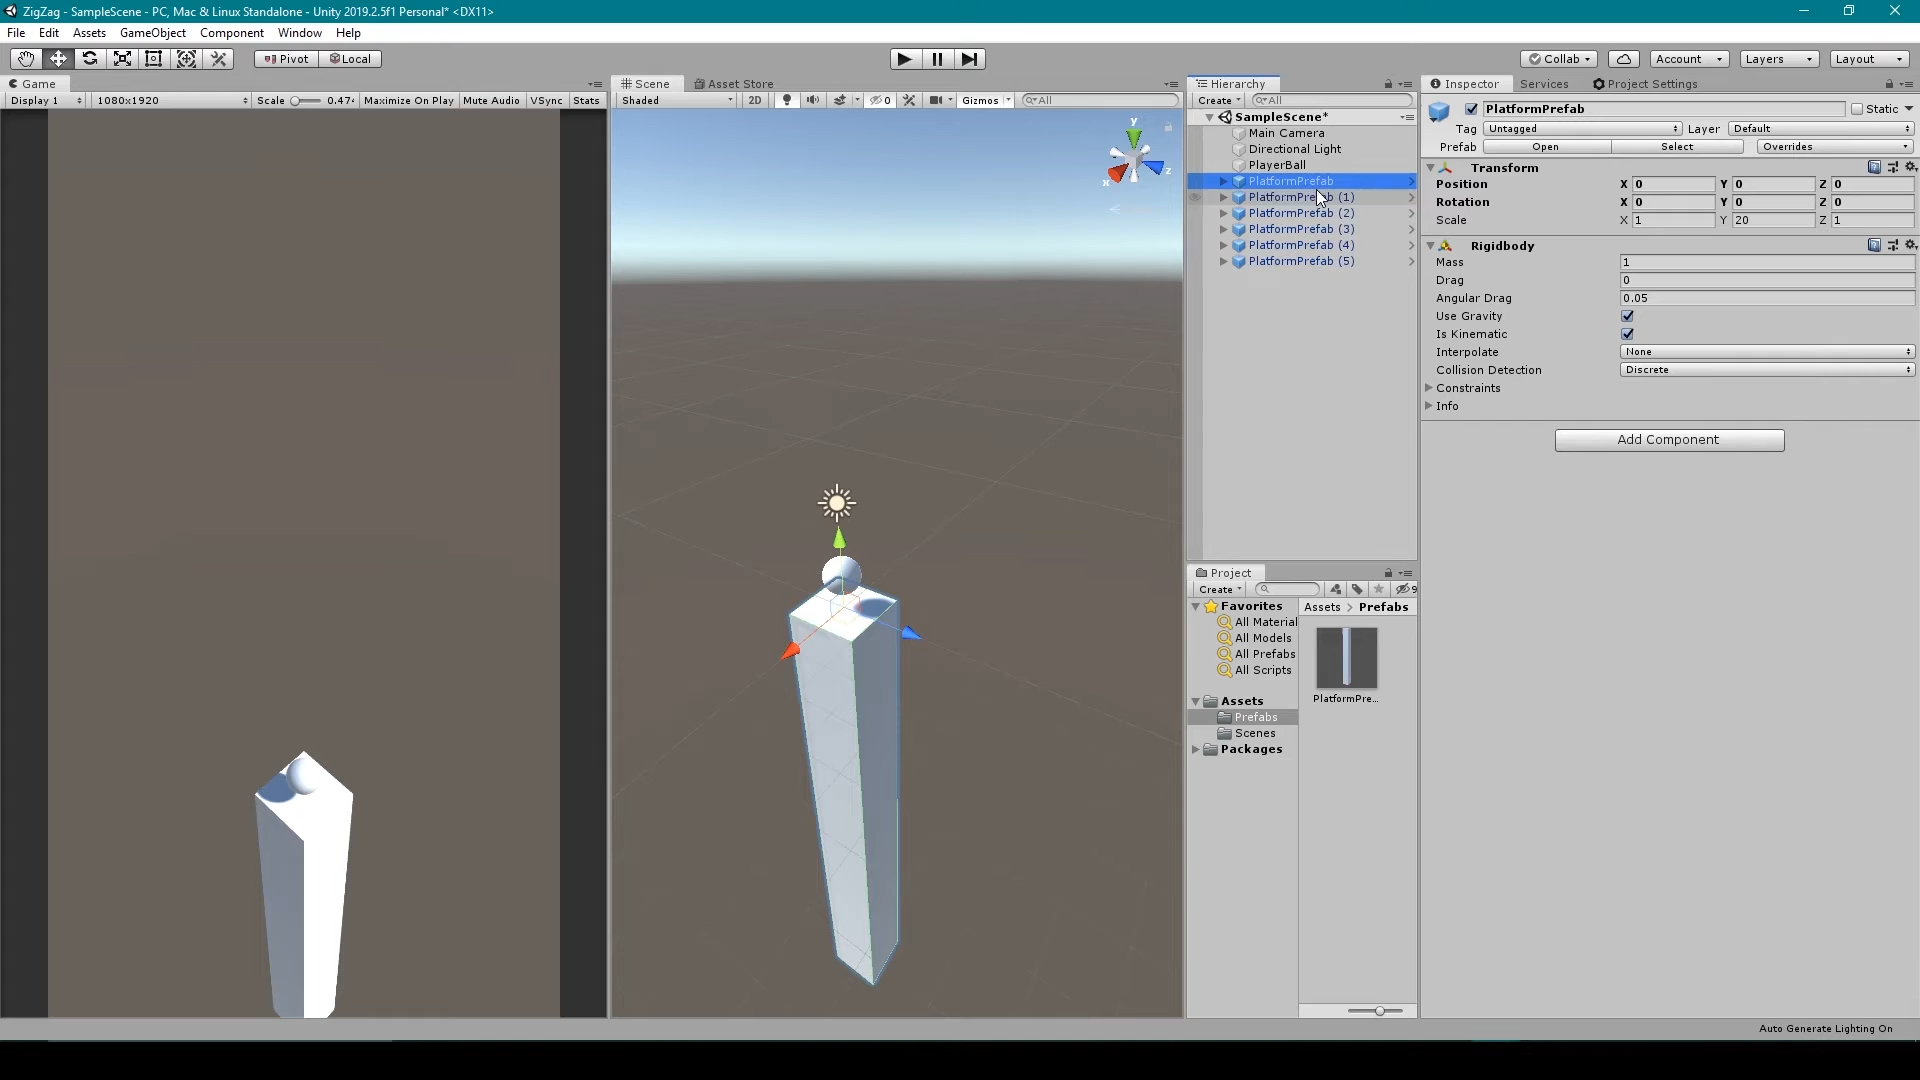 ZigZag - SampleScene - PC, Mac & Linux Standalone - Unity 2019.2.5f1 Personal* <DX11>
File Edit Assets GameObject Component Window Help
Pivot Local Collab Account Layers Layout
Game
Display 1 1080x1920 Scale 0.47 Maximize On Play Mute Audio VSync Stats
Scene Asset Store
Shaded 2D 0 Gizmos All
y
x
z
Hierarchy
Create All
SampleScene*
Main Camera
Directional Light
PlayerBall
PlatformPrefab
PlatformPrefab (1)
PlatformPrefab (2)
PlatformPrefab (3)
PlatformPrefab (4)
PlatformPrefab (5)
Project
Create 9
Favorites
All Material
All Models
All Prefabs
All Scripts
Assets
Prefabs
Scenes
Packages
Assets > Prefabs
PlatformPre...
Inspector Services Project Settings
PlatformPrefab Static
Tag Untagged Layer Default
Prefab Open Select Overrides
Transform
Position X 0 Y 0 Z 0
Rotation X 0 Y 0 Z 0
Scale X 1 Y 20 Z 1
Rigidbody
Mass 1
Drag 0
Angular Drag 0.05
Use Gravity
Is Kinematic
Interpolate None
Collision Detection Discrete
Constraints
Info
Add Component
Auto Generate Lighting On